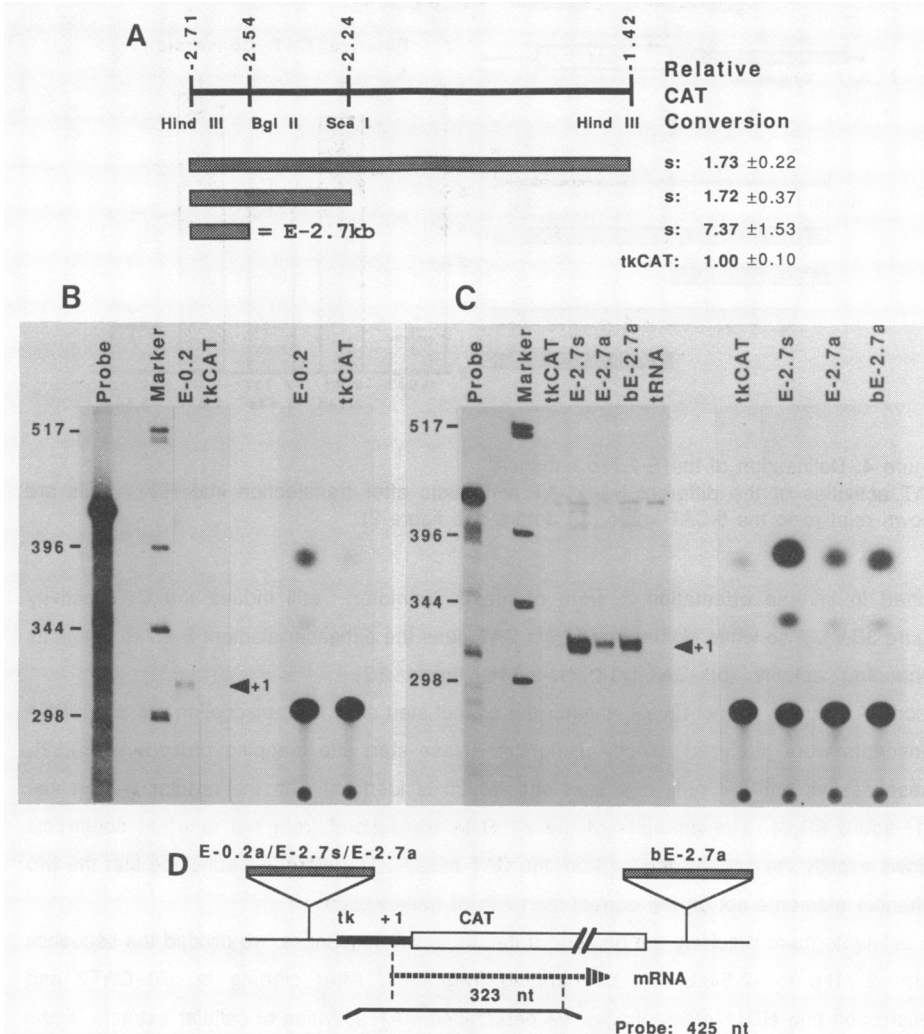 A
-2.71
-2.54
-2.24
-1.42
Hind III Bgl II Sca I Hind III
Relative
CAT
Conversion
s: 1.73 ±0.22
s: 1.72 ±0.37
= E-2.7kb
s: 7.37 ±1.53
tkCAT: 1.00 ±0.10
B
Probe
Marker
E-0.2
tkCAT
E-0.2
tkCAT
517
396
344
298
+1
C
Probe
Marker
tkCAT
E-2.7s
E-2.7a
bE-2.7a
tRNA
tkCAT
E-2.7s
E-2.7a
bE-2.7a
517
396
344
298
+1
D
E-0.2a/E-2.7s/E-2.7a
bE-2.7a
tk +1 CAT
mRNA
323 nt
Probe: 425 nt